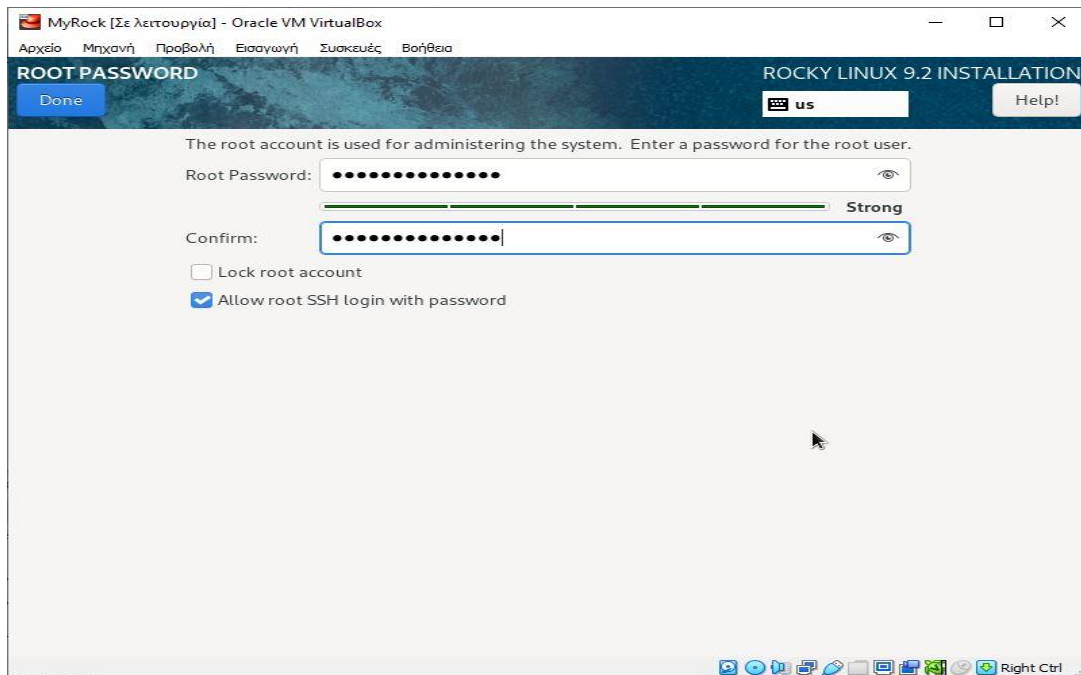 MyRock [Σε λειτουργία] - Oracle VM VirtualBox
Αρχείο Μηχανή Προβολή Εισαγωγή Συσκευές Βοήθεια
ROOT PASSWORD
ROCKY LINUX 9.2 INSTALLATION
Done
us
Help!
The root account is used for administering the system. Enter a password for the root user.
Root Password: ••••••••••••••
Strong
Confirm: ••••••••••••••
Lock root account
Allow root SSH login with password
Right Ctrl